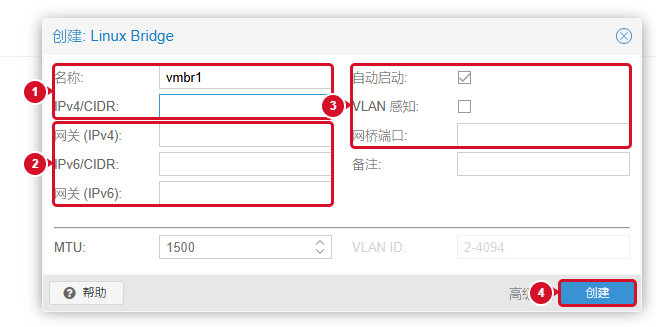 创建: Linux Bridge
名称: vmbr1
自动启动:
1
IPv4/CIDR:
3
VLAN 感知:
网关 (IPv4):
网桥端口:
2
IPv6/CIDR:
备注:
网关 (IPv6):
MTU: 1500
VLAN ID: 2-4094
帮助
高级
4
创建